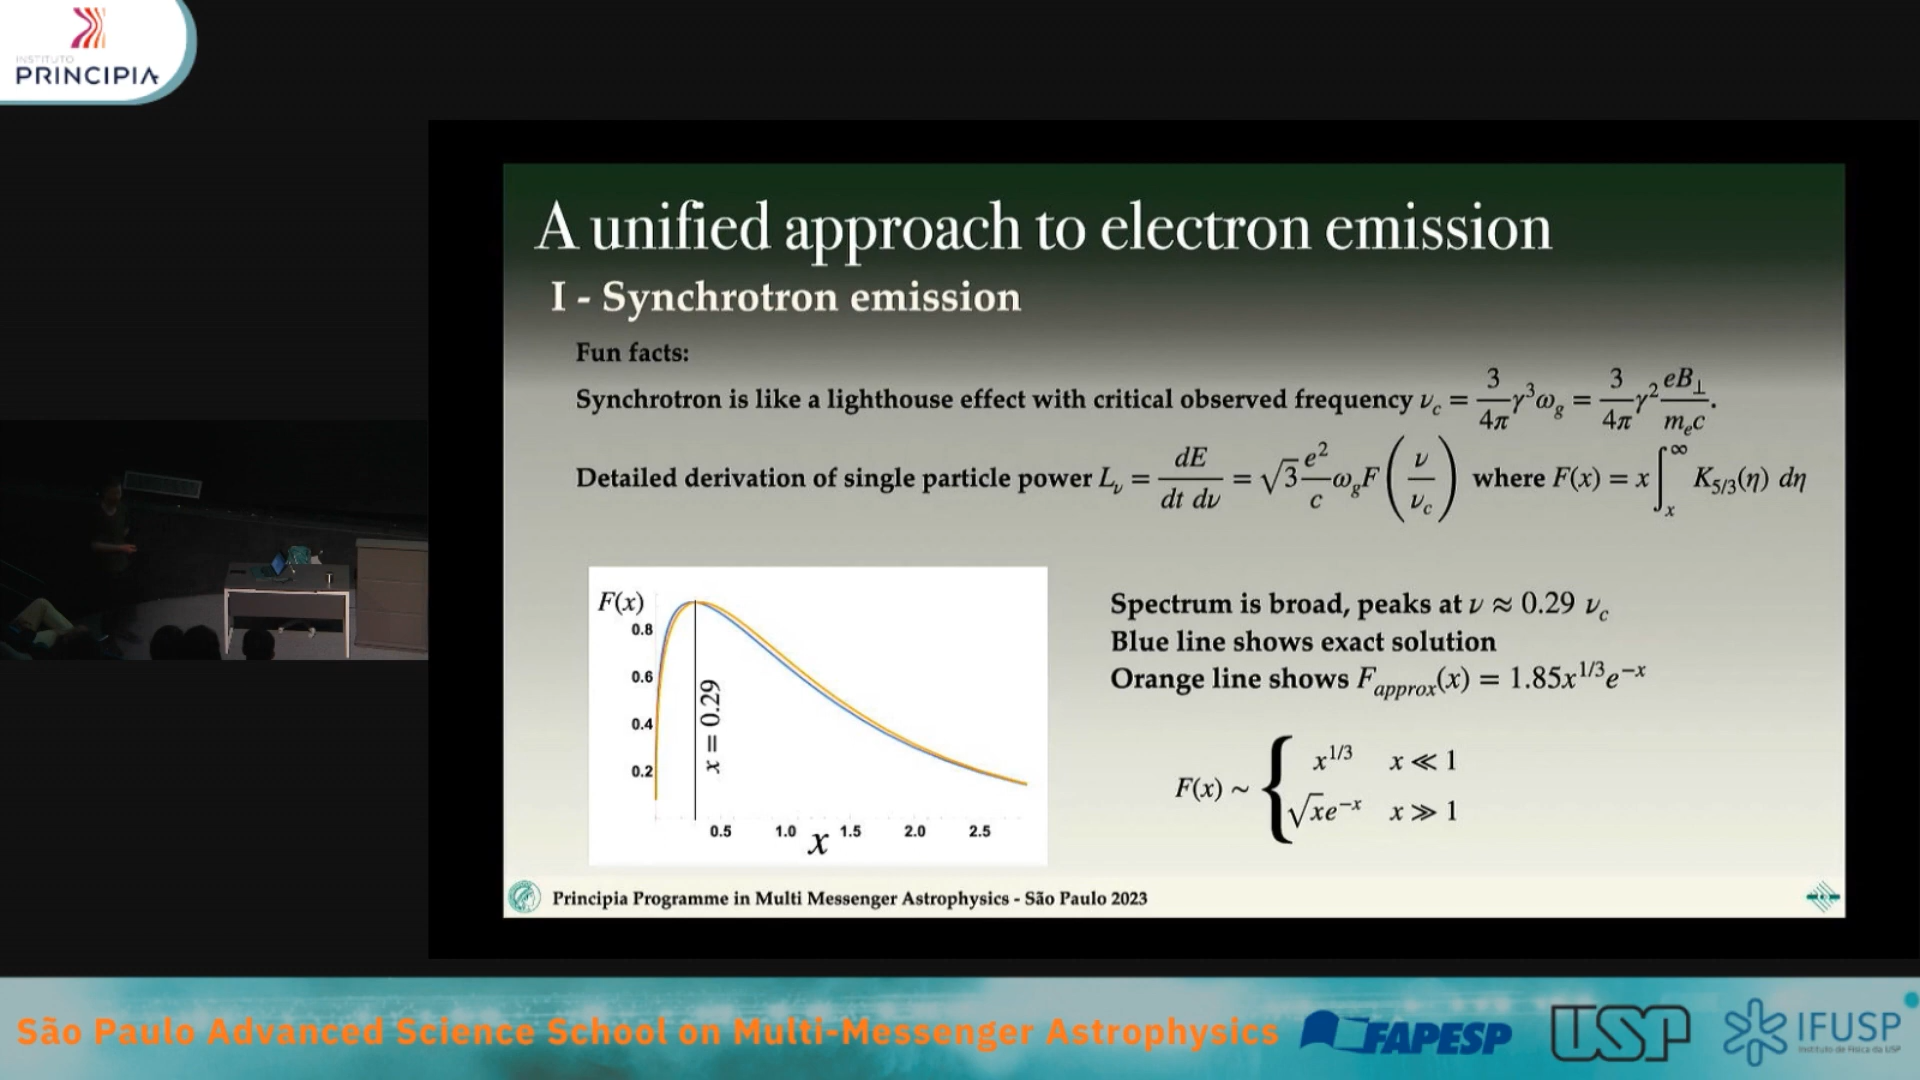 INSTITUTO
PRINCIPIA
A unified approach to electron emission
I - Synchrotron emission
Fun facts:
Synchrotron is like a lighthouse effect with critical observed frequency ν_c = 3/4π γ³ω_g = 3/4π γ² eB⊥/m_e c.
Detailed derivation of single particle power L_ν = dE/dt dν = √3 e²/c ω_g F(ν/ν_c) where F(x) = x ∫_x^∞ K_5/3(η) dη
F(x)
0.8
0.6
0.4
0.2
x = 0.29
0.5 1.0 1.5 2.0 2.5
x
Spectrum is broad, peaks at ν ≈ 0.29 ν_c
Blue line shows exact solution
Orange line shows F_approx(x) = 1.85x^1/3 e^−x
F(x) ~ { x^1/3 x ≪ 1
√x e^−x x ≫ 1
Principia Programme in Multi Messenger Astrophysics - São Paulo 2023
São Paulo Advanced Science School on Multi-Messenger Astrophysics
FAPESP
USP
IFUSP
Instituto de Física da USP